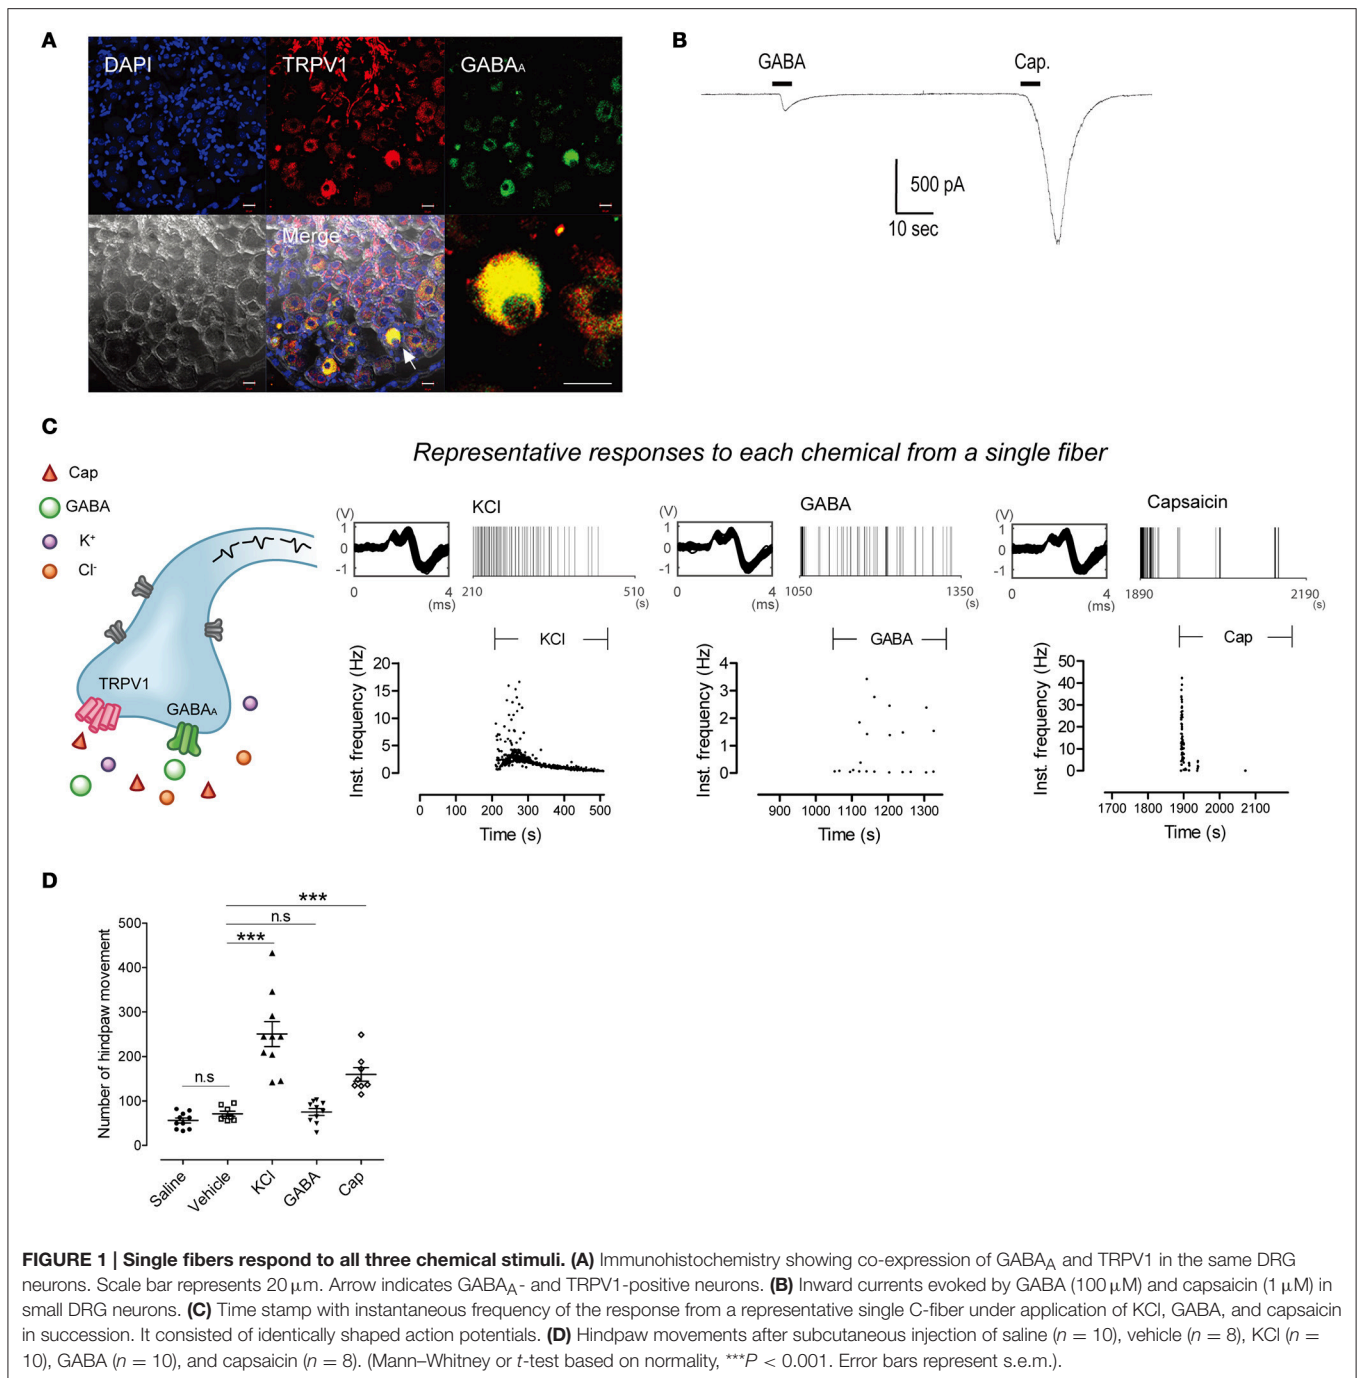 A
DAPI
TRPV1
GABAA
Merge
B
GABA
Cap.
500 pA
10 sec
C
Representative responses to each chemical from a single fiber
Cap
GABA
K+
Cl-
TRPV1
GABAA
KCl
(V)
1
0
-1
0
4
(ms)
210
510
(s)
GABA
(V)
1
0
-1
0
4
(ms)
1050
1350
(s)
Capsaicin
(V)
1
0
-1
0
4
(ms)
1890
2190
(s)
KCl
Inst. frequency (Hz)
20
15
10
5
0
0 100 200 300 400 500
Time (s)
GABA
Inst. frequency (Hz)
4
3
2
1
0
900 1000 1100 1200 1300
Time (s)
Cap
Inst. frequency (Hz)
50
40
30
20
10
0
1700 1800 1900 2000 2100
Time (s)
D
***
n.s
***
n.s
Number of hindpaw movement
500
400
300
200
100
0
Saline Vehicle KCl GABA Cap
FIGURE 1 | Single fibers respond to all three chemical stimuli. (A) Immunohistochemistry showing co-expression of GABAA and TRPV1 in the same DRG
neurons. Scale bar represents 20 μm. Arrow indicates GABAA- and TRPV1-positive neurons. (B) Inward currents evoked by GABA (100 μM) and capsaicin (1 μM) in
small DRG neurons. (C) Time stamp with instantaneous frequency of the response from a representative single C-fiber under application of KCl, GABA, and capsaicin
in succession. It consisted of identically shaped action potentials. (D) Hindpaw movements after subcutaneous injection of saline (n = 10), vehicle (n = 8), KCl (n =
10), GABA (n = 10), and capsaicin (n = 8). (Mann–Whitney or t-test based on normality, ***P < 0.001. Error bars represent s.e.m.).